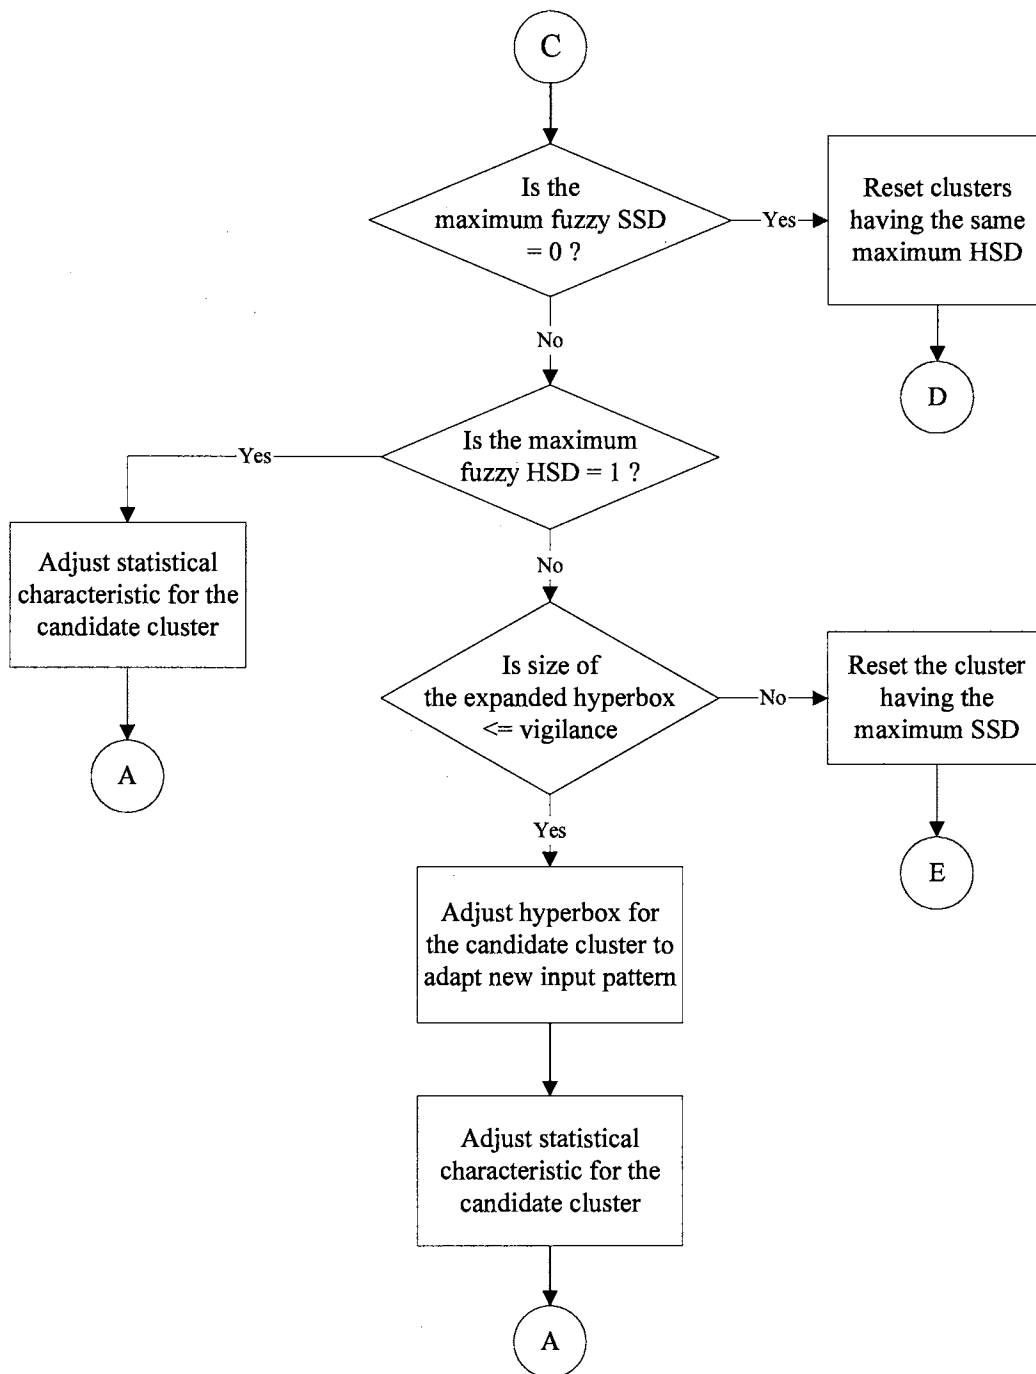 C
Is the
maximum fuzzy SSD
= 0 ?
Yes
Reset clusters
having the same
maximum HSD
No
D
Is the maximum
fuzzy HSD = 1 ?
Yes
Adjust statistical
characteristic for the
candidate cluster
No
A
Is size of
the expanded hyperbox
<= vigilance
No
Reset the cluster
having the
maximum SSD
Yes
E
Adjust hyperbox for
the candidate cluster to
adapt new input pattern
Adjust statistical
characteristic for the
candidate cluster
A